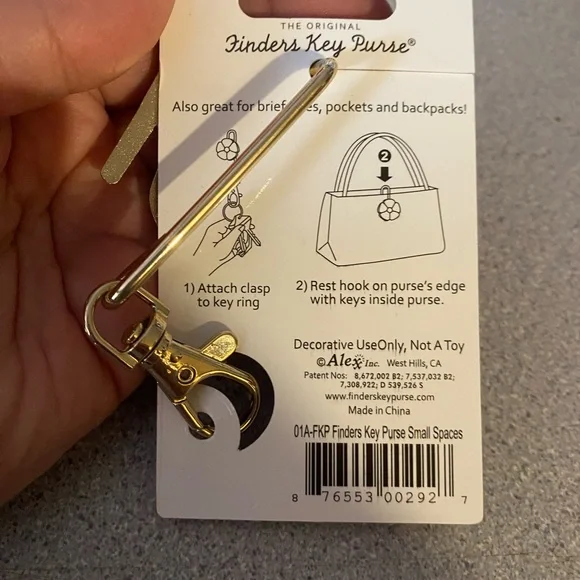 THE ORIGINAL
Finders Key Purse®
Also great for brief es, pockets and backpacks!
2
1) Attach clasp
to key ring
2) Rest hook on purse's edge
with keys inside purse.
Decorative UseOnly, Not A Toy
©Alex Inc. West Hills, CA
Patent Nos: 8,672,002 B2; 7,537,032 B2;
7,308,922; D 539,526 S
www.finderskeypurse.com
Made in China
01A-FKP Finders Key Purse Small Spaces
8 76553 00292 7